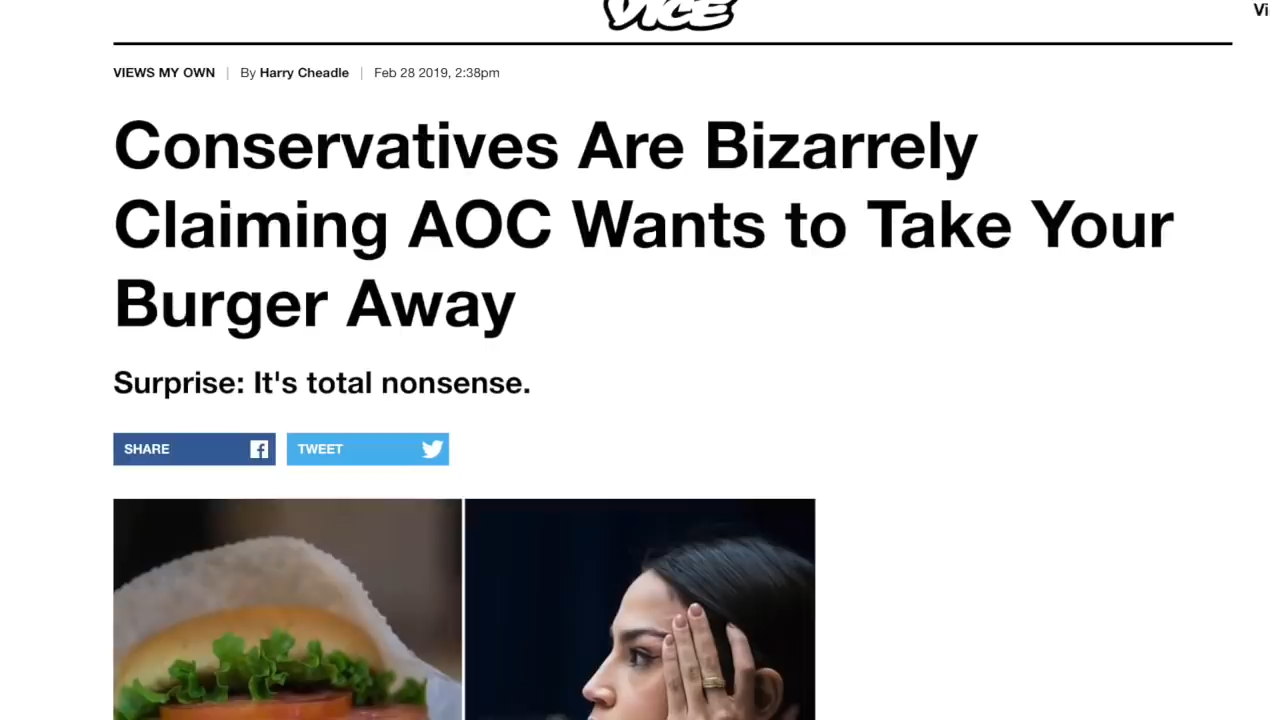 VICE
Vi
VIEWS MY OWN | By Harry Cheadle | Feb 28 2019, 2:38pm
Conservatives Are Bizarrely
Claiming AOC Wants to Take Your
Burger Away
Surprise: It's total nonsense.
SHARE f TWEET